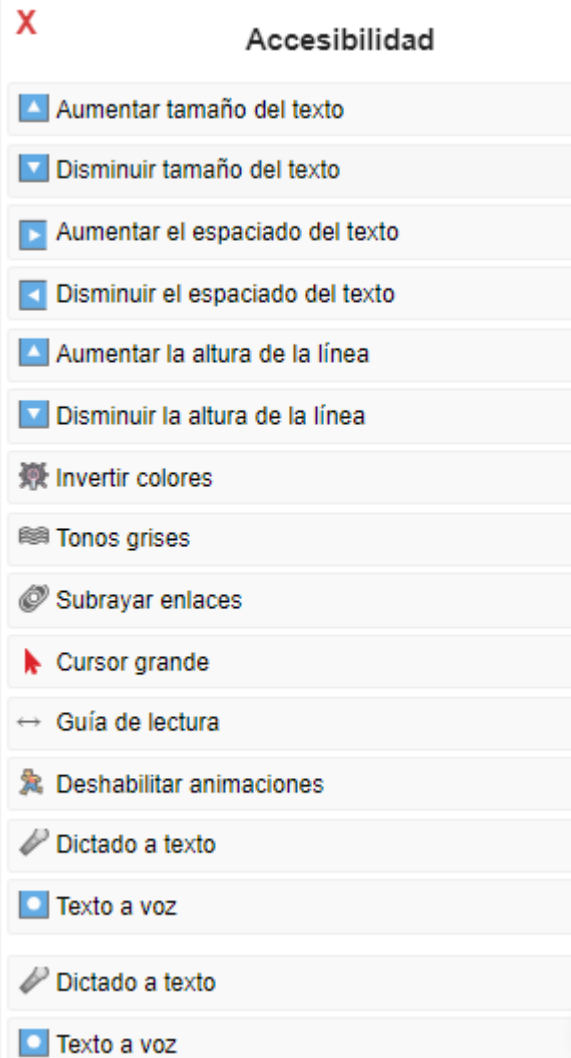 X
Accesibilidad
Aumentar tamaño del texto
Disminuir tamaño del texto
Aumentar el espaciado del texto
Disminuir el espaciado del texto
Aumentar la altura de la línea
Disminuir la altura de la línea
Invertir colores
Tonos grises
Subrayar enlaces
Cursor grande
Guía de lectura
Deshabilitar animaciones
Dictado a texto
Texto a voz
Dictado a texto
Texto a voz